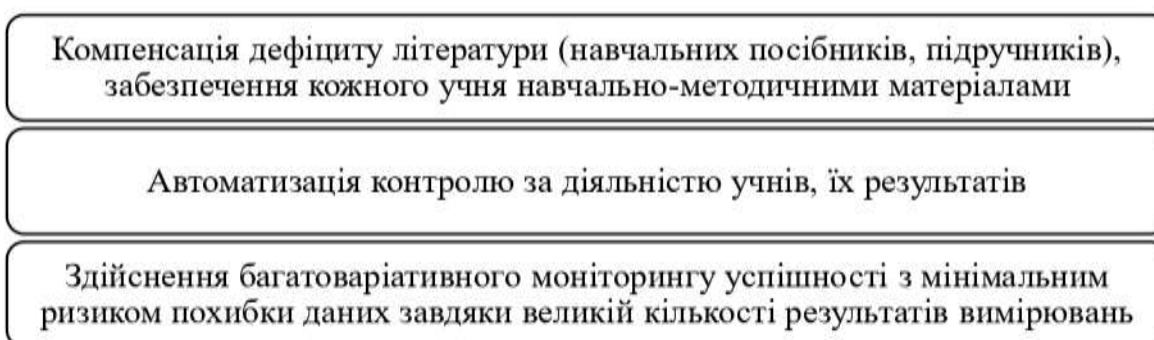 Компенсація дефіциту літератури (навчальних посібників, підручників),
забезпечення кожного учня навчально-методичними матеріалами
Автоматизація контролю за діяльністю учнів, їх результатів
Здійснення багатоваріативного моніторингу успішності з мінімальним
ризиком похибки даних завдяки великій кількості результатів вимірювань